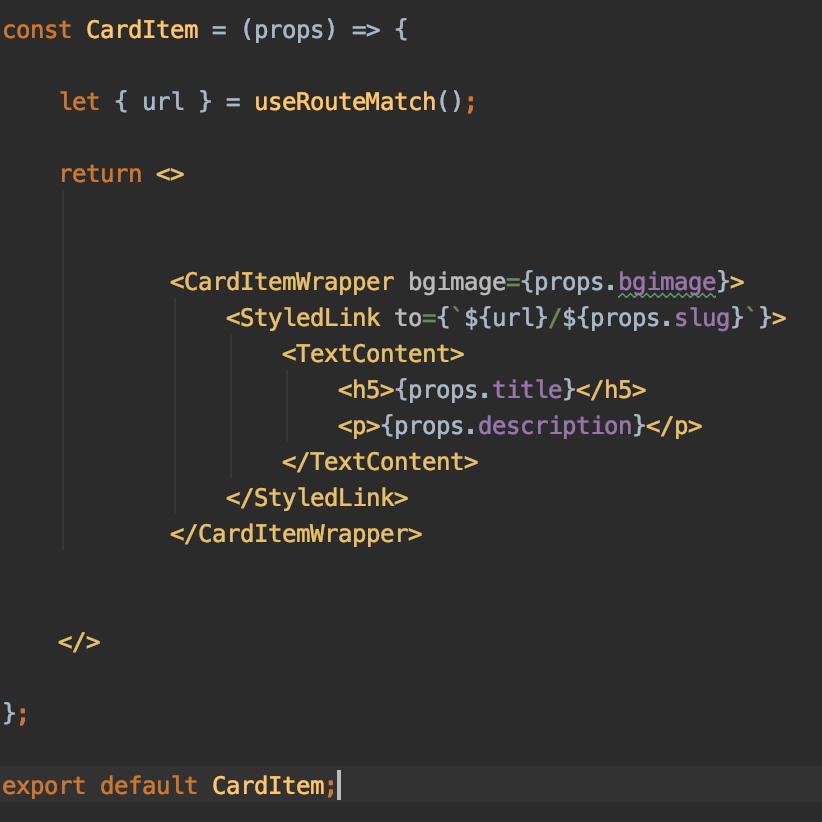 const CardItem = (props) => {
let { url } = useRouteMatch();
return <>
<CardItemWrapper bgimage={props.bgimage}>
<StyledLink to={`${url}/${props.slug}`}>
<TextContent>
<h5>{props.title}</h5>
<p>{props.description}</p>
</TextContent>
</StyledLink>
</CardItemWrapper>
</>
};
export default CardItem;